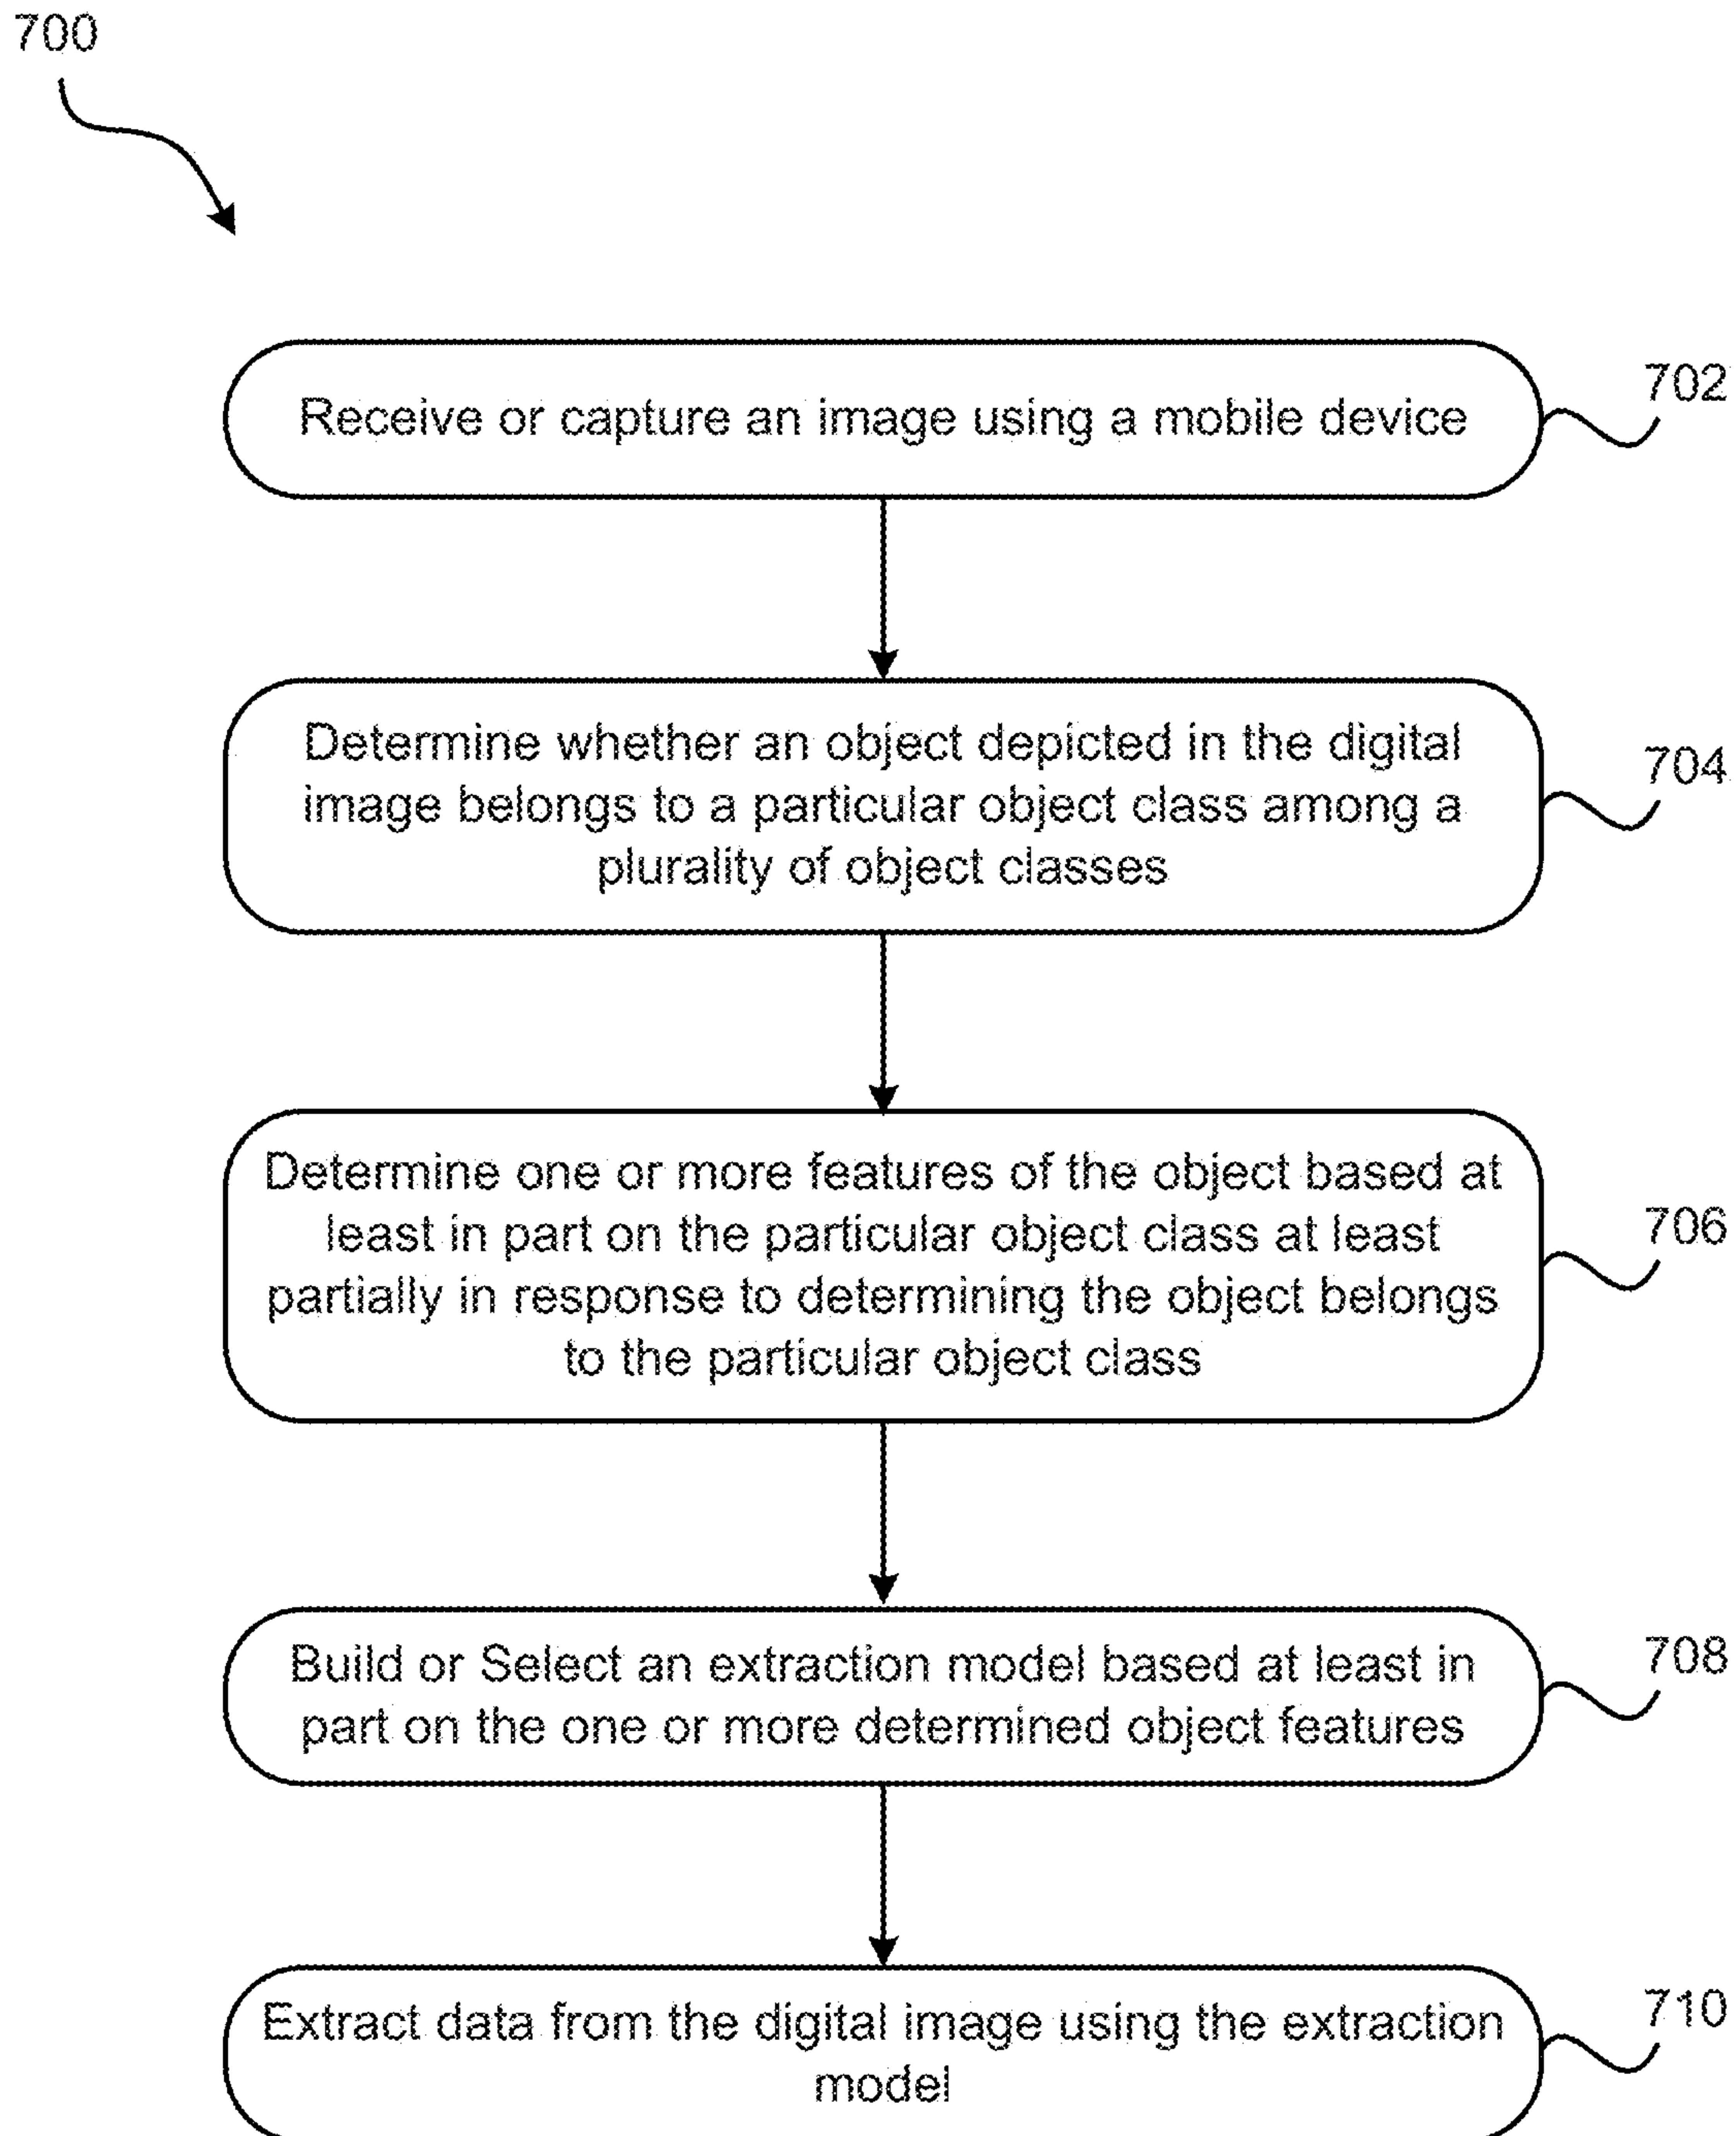 700
Receive or capture an image using a mobile device
702
Determine whether an object depicted in the digital
image belongs to a particular object class among a
plurality of object classes
704
Determine one or more features of the object based at
least in part on the particular object class at least
partially in response to determining the object belongs
to the particular object class
706
Build or Select an extraction model based at least in
part on the one or more determined object features
708
Extract data from the digital image using the extraction
model
710